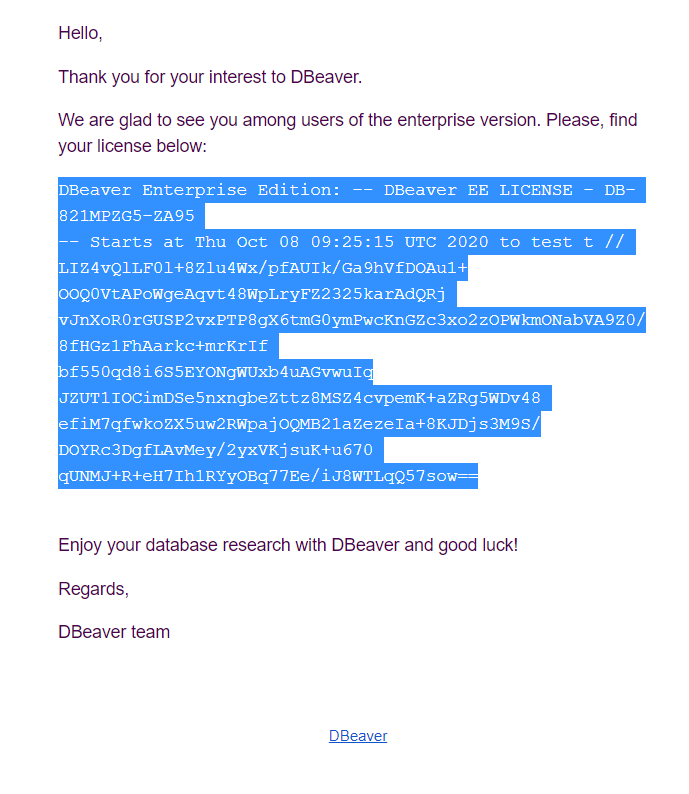 Hello,
Thank you for your interest to DBeaver.
We are glad to see you among users of the enterprise version. Please, find
your license below:
DBeaver Enterprise Edition: -- DBeaver EE LICENSE - DB-
821MPZG5-ZA95
-- Starts at Thu Oct 08 09:25:15 UTC 2020 to test t //
LIZ4vQlLF0l+8Zlu4Wx/pfAUIk/Ga9hVfDOAu1+
OOQ0VtAPoWgeAqvt48WpLryFZ2325karAdQRj
vJnXoR0rGUSP2vxPTP8gX6tmG0ymPwcKnGZc3xo2zOPWkmONabVA9Z0/
8fHGz1FhAarkc+mrKrIf
bf550qd8i6S5EYONgWUxb4uAGvwuIq
JZUT1IOCimDSe5nxngbeZttz8MSZ4cvpemK+aZRg5WDv48
efiM7qfwkoZX5uw2RWpajOQMB21aZezeIa+8KJDjs3M9S/
DOYRc3DgfLAvMey/2yxVKjsuK+u670
qUNMJ+R+eH7Ih1RYyOBq77Ee/iJ8WTLqQ57sow==
Enjoy your database research with DBeaver and good luck!
Regards,
DBeaver team
DBeaver